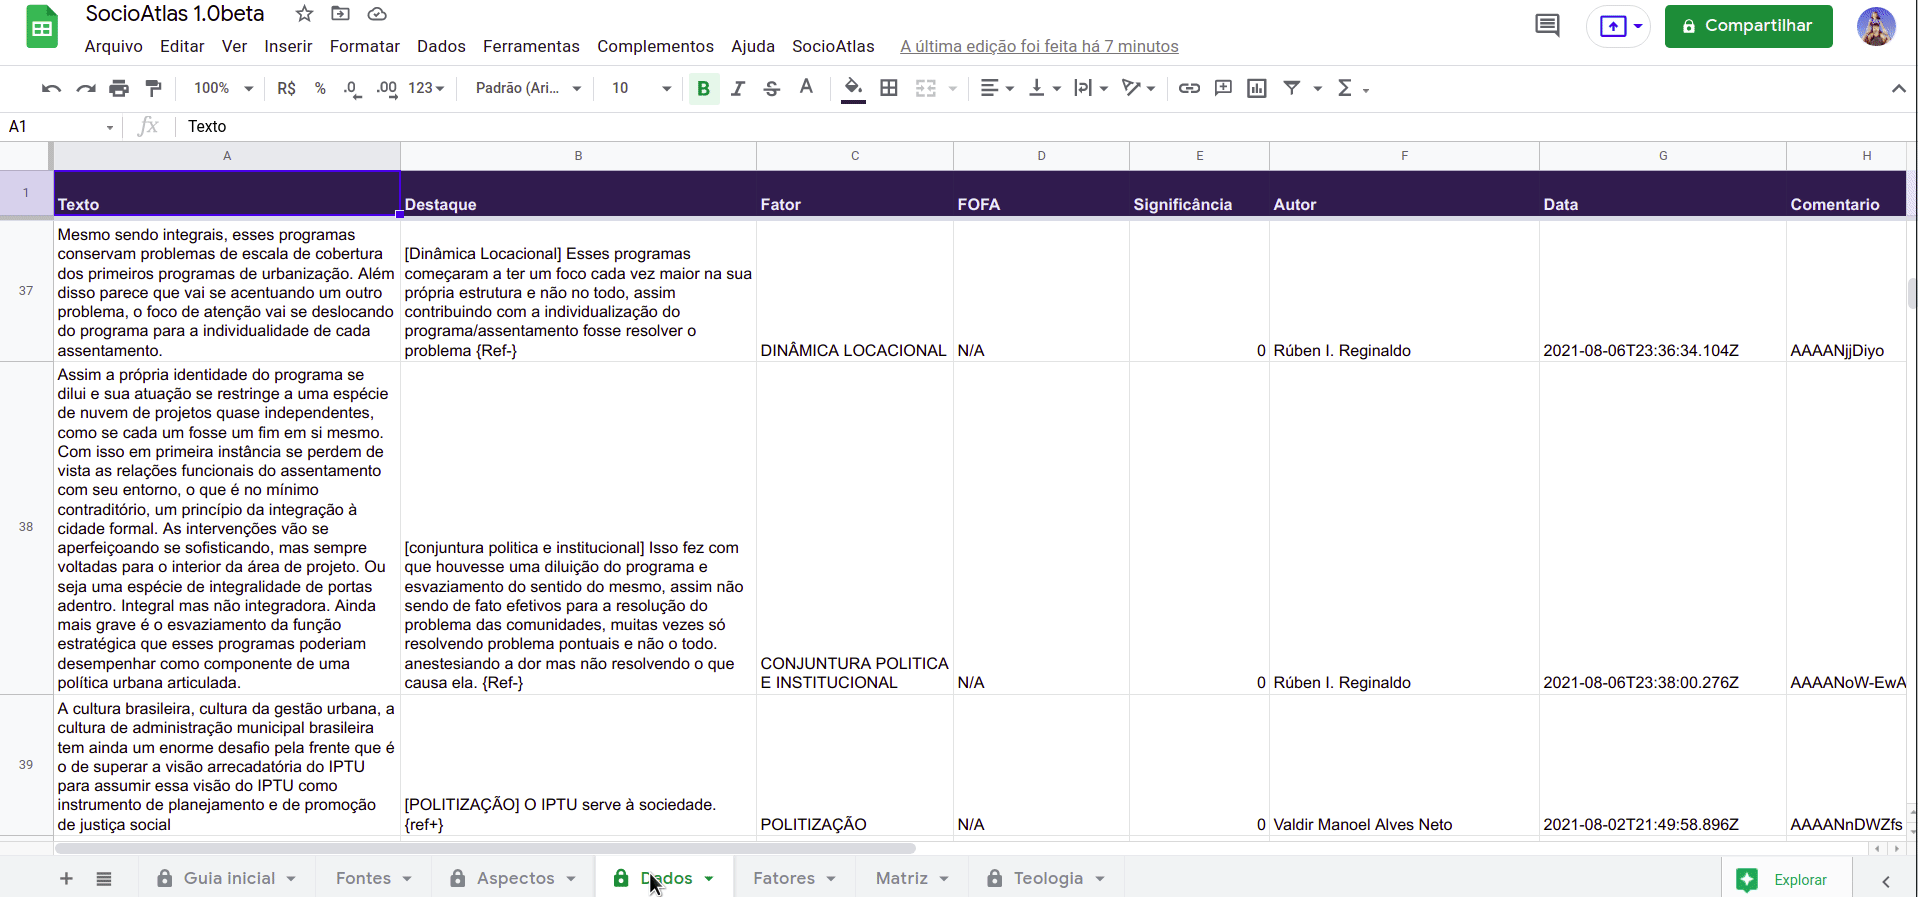 SocioAtlas 1.0beta
Arquivo Editar Ver Inserir Formatar Dados Ferramentas Complementos Ajuda SocioAtlas A última edição foi feita há 7 minutos
Compartilhar
100% R$ % .0 .00 123 Padrão (Ari... 10 B I S A Σ
A1 fx Texto
A B C D E F G H
1 Texto Destaque Fator FOFA Significância Autor Data Comentario
37
Mesmo sendo integrais, esses programas
conservam problemas de escala de cobertura
dos primeiros programas de urbanização. Além
disso parece que vai se acentuando um outro
problema, o foco de atenção vai se deslocando
do programa para a individualidade de cada
assentamento.
[Dinâmica Locacional] Esses programas
começaram a ter um foco cada vez maior na sua
própria estrutura e não no todo, assim
contribuindo com a individualização do
programa/assentamento fosse resolver o
problema {Ref-}
DINÂMICA LOCACIONAL N/A 0 Rúben I. Reginaldo 2021-08-06T23:36:34.104Z AAAANjjDiyo
38
Assim a própria identidade do programa se
dilui e sua atuação se restringe a uma espécie
de nuvem de projetos quase independentes,
como se cada um fosse um fim em si mesmo.
Com isso em primeira instância se perdem de
vista as relações funcionais do assentamento
com seu entorno, o que é no mínimo
contraditório, um princípio da integração à
cidade formal. As intervenções vão se
aperfeiçoando se sofisticando, mas sempre
voltadas para o interior da área de projeto. Ou
seja uma espécie de integralidade de portas
adentro. Integral mas não integradora. Ainda
mais grave é o esvaziamento da função
estratégica que esses programas poderiam
desempenhar como componente de uma
política urbana articulada.
[conjuntura politica e institucional] Isso fez com
que houvesse uma diluição do programa e
esvaziamento do sentido do mesmo, assim não
sendo de fato efetivos para a resolução do
problema das comunidades, muitas vezes só
resolvendo problema pontuais e não o todo.
anestesiando a dor mas não resolvendo o que
causa ela. {Ref-}
CONJUNTURA POLITICA
E INSTITUCIONAL N/A 0 Rúben I. Reginaldo 2021-08-06T23:38:00.276Z AAAANoW-EwA
39
A cultura brasileira, cultura da gestão urbana, a
cultura de administração municipal brasileira
tem ainda um enorme desafio pela frente que é
o de superar a visão arrecadatória do IPTU
para assumir essa visão do IPTU como
instrumento de planejamento e de promoção
de justiça social
[POLITIZAÇÃO] O IPTU serve à sociedade.
{ref+}
POLITIZAÇÃO N/A 0 Valdir Manoel Alves Neto 2021-08-02T21:49:58.896Z AAAANnDWZfs
Guia inicial Fontes Aspectos Dados Fatores Matriz Teologia Explorar